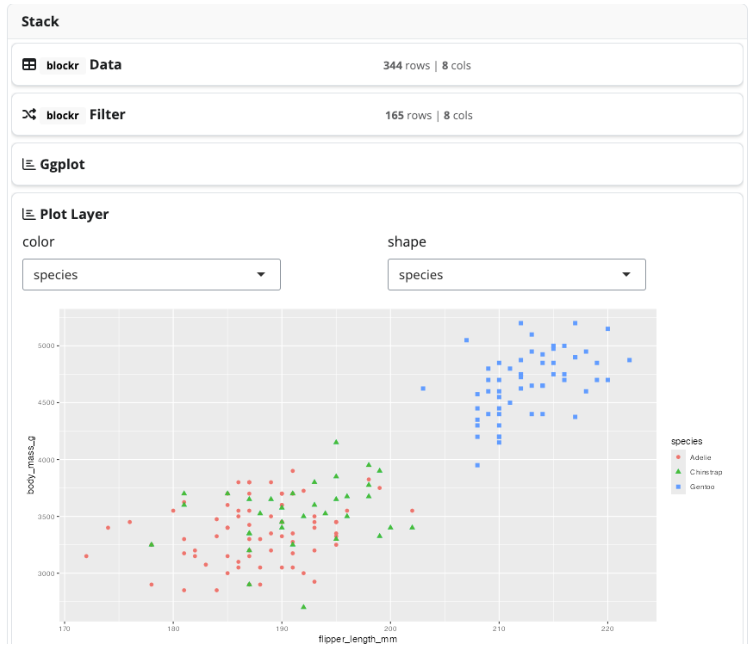 Stack
blockr Data 344 rows | 8 cols
blockr Filter 165 rows | 8 cols
Ggplot
Plot Layer
color shape
species species
5000
4500
4000
3500
3000
body_mass_g
170 180 190 200 210 220
flipper_length_mm
species
Adelie
Chinstrap
Gentoo